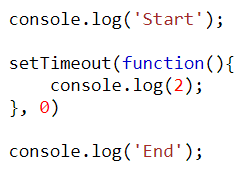 console.log('Start');

setTimeout(function(){
    console.log(2);
}, 0)

console.log('End');